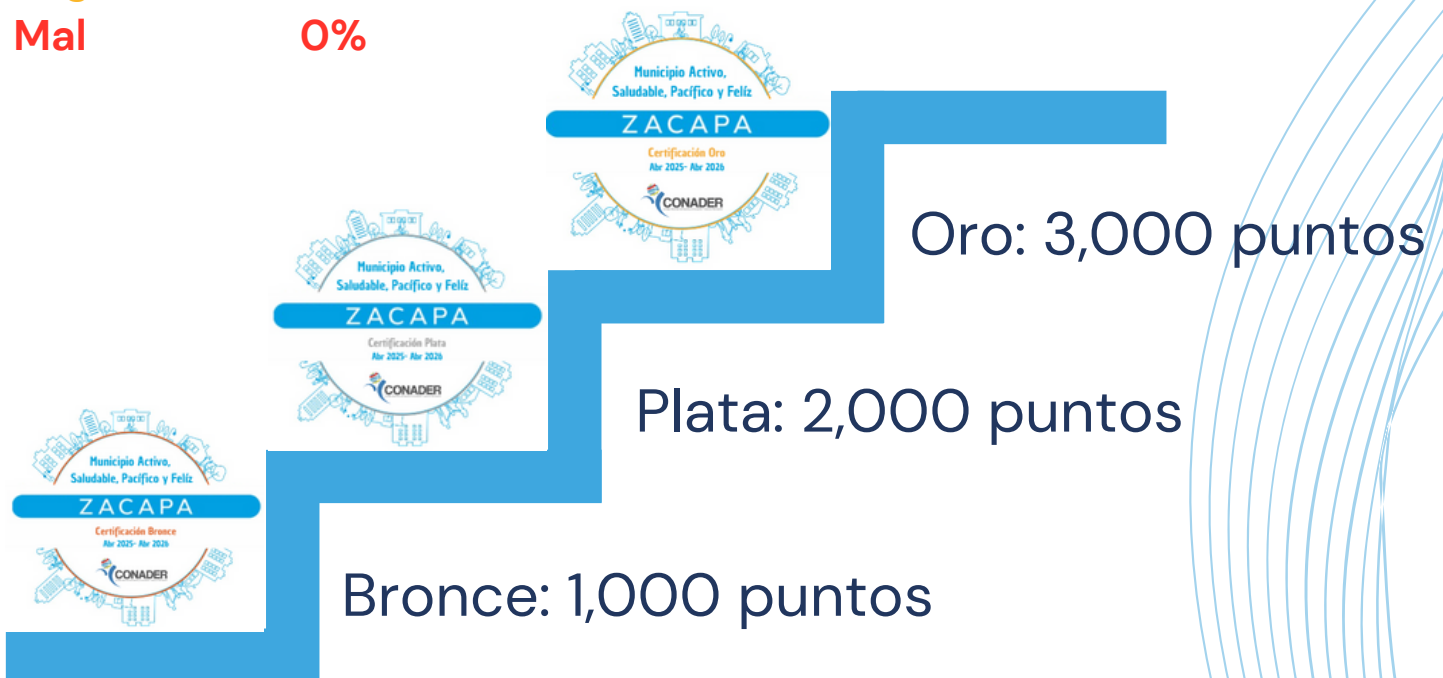 Mal 0%
Municipio Activo,
Saludable, Pacífico y Felíz
ZACAPA
Certificación Oro
Abr 2025- Abr 2026
CONADER
Oro: 3,000 puntos
Municipio Activo,
Saludable, Pacífico y Felíz
ZACAPA
Certificación Plata
Abr 2025- Abr 2026
CONADER
Plata: 2,000 puntos
Municipio Activo,
Saludable, Pacífico y Felíz
ZACAPA
Certificación Bronce
Abr 2025- Abr 2026
CONADER
Bronce: 1,000 puntos